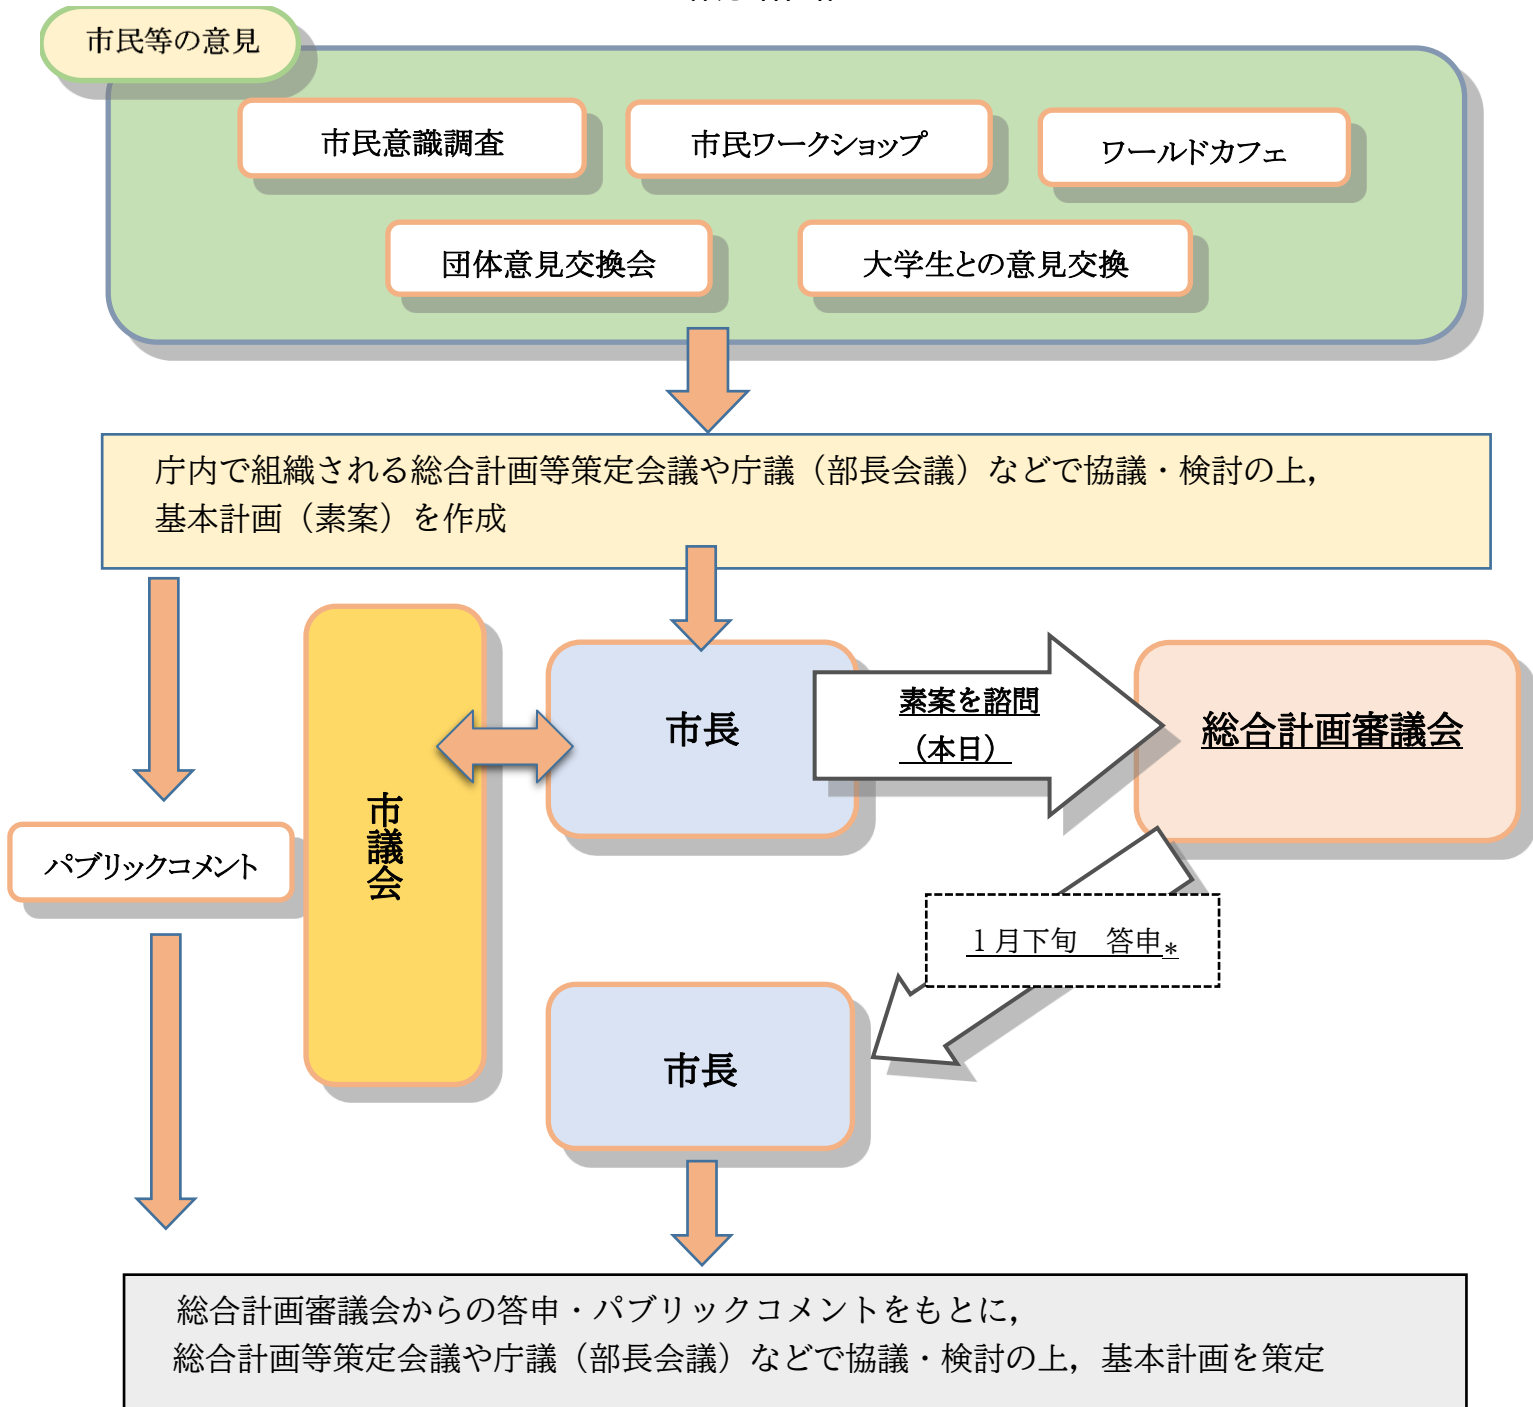 市民等の意見
市民意識調査
市民ワークショップ
ワールドカフェ
団体意見交換会
大学生との意見交換
庁内で組織される総合計画等策定会議や庁議（部長会議）などで協議・検討の上，
基本計画（素案）を作成
市議会
市長
素案を諮問
（本日）
総合計画審議会
パブリックコメント
１月下旬　答申*
市長
総合計画審議会からの答申・パブリックコメントをもとに，
総合計画等策定会議や庁議（部長会議）などで協議・検討の上，基本計画を策定